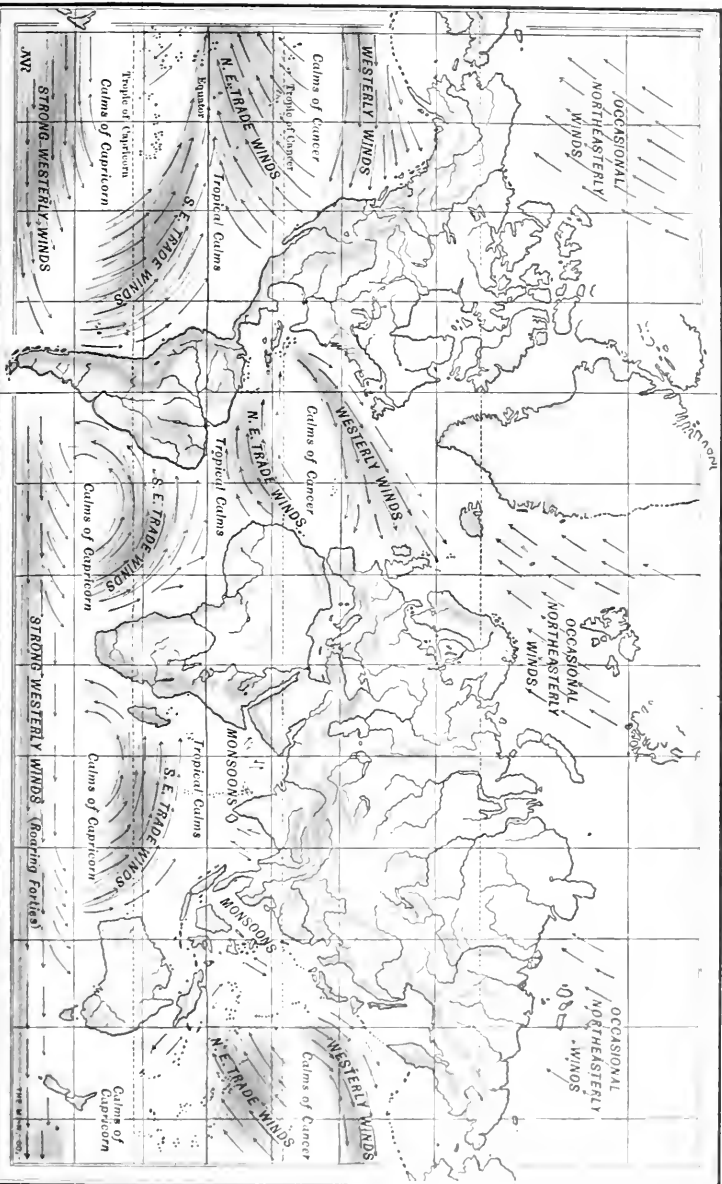 OCCASIONAL
NORTHEASTERLY
WINDS
OCCASIONAL
NORTHEASTERLY
WINDS
OCCASIONAL
NORTHEASTERLY
WINDS
WESTERLY WINDS
Calms of Cancer
Tropic of Cancer
N. E. TRADE WINDS
Tropical Calms
Equator
S. E. TRADE WINDS
Tropic of Capricorn
Calms of Capricorn
STRONG WESTERLY WINDS
WESTERLY WINDS
Calms of Cancer
N. E. TRADE WINDS
Tropical Calms
S. E. TRADE WINDS
Calms of Capricorn
STRONG WESTERLY WINDS (Roaring Forties)
MONSOONS
Tropical Calms
S. E. TRADE WINDS
Calms of Capricorn
MONSOONS
WESTERLY WINDS
Calms of Cancer
N. E. TRADE WINDS
Calms of
Capricorn